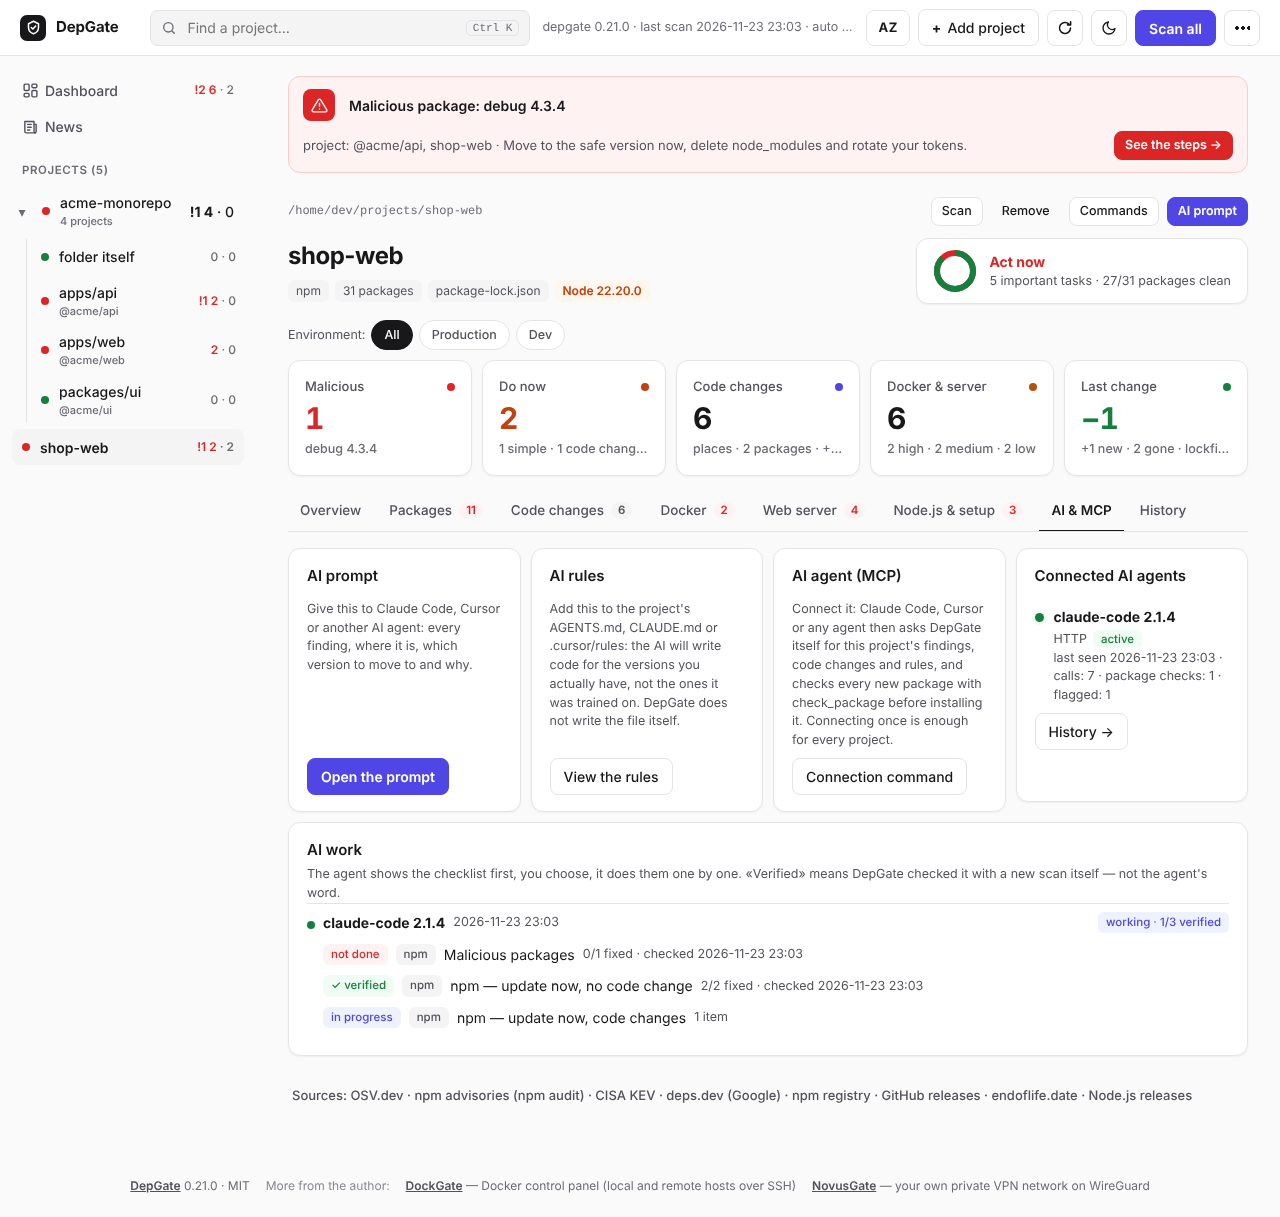 DepGate
Find a project...
Ctrl K
depgate 0.21.0 · last scan 2026-11-23 23:03 · auto ...
AZ
+ Add project
Scan all
Dashboard
!2 6 · 2
News
PROJECTS (5)
acme-monorepo
4 projects
!1 4 · 0
folder itself
0 · 0
apps/api
@acme/api
!1 2 · 0
apps/web
@acme/web
2 · 0
packages/ui
@acme/ui
0 · 0
shop-web
!1 2 · 2
Malicious package: debug 4.3.4
project: @acme/api, shop-web · Move to the safe version now, delete node_modules and rotate your tokens.
See the steps →
/home/dev/projects/shop-web
Scan
Remove
Commands
AI prompt
shop-web
npm
31 packages
package-lock.json
Node 22.20.0
Act now
5 important tasks · 27/31 packages clean
Environment:
All
Production
Dev
Malicious
1
debug 4.3.4
Do now
2
1 simple · 1 code chang...
Code changes
6
places · 2 packages · +...
Docker & server
6
2 high · 2 medium · 2 low
Last change
−1
+1 new · 2 gone · lockfi...
Overview
Packages 11
Code changes 6
Docker 2
Web server 4
Node.js & setup 3
AI & MCP
History
AI prompt
Give this to Claude Code, Cursor
or another AI agent: every
finding, where it is, which
version to move to and why.
Open the prompt
AI rules
Add this to the project's
AGENTS.md, CLAUDE.md or
.cursor/rules: the AI will write
code for the versions you
actually have, not the ones it
was trained on. DepGate does
not write the file itself.
View the rules
AI agent (MCP)
Connect it: Claude Code, Cursor
or any agent then asks DepGate
itself for this project's findings,
code changes and rules, and
checks every new package with
check_package before installing
it. Connecting once is enough
for every project.
Connection command
Connected AI agents
claude-code 2.1.4
HTTP active
last seen 2026-11-23 23:03 ·
calls: 7 · package checks: 1 ·
flagged: 1
History →
AI work
The agent shows the checklist first, you choose, it does them one by one. «Verified» means DepGate checked it with a new scan itself — not the agent's
word.
claude-code 2.1.4 2026-11-23 23:03
working · 1/3 verified
not done npm Malicious packages 0/1 fixed · checked 2026-11-23 23:03
✓ verified npm npm — update now, no code change 2/2 fixed · checked 2026-11-23 23:03
in progress npm npm — update now, code changes 1 item
Sources: OSV.dev · npm advisories (npm audit) · CISA KEV · deps.dev (Google) · npm registry · GitHub releases · endoflife.date · Node.js releases
DepGate 0.21.0 · MIT
More from the author:
DockGate — Docker control panel (local and remote hosts over SSH)
NovusGate — your own private VPN network on WireGuard